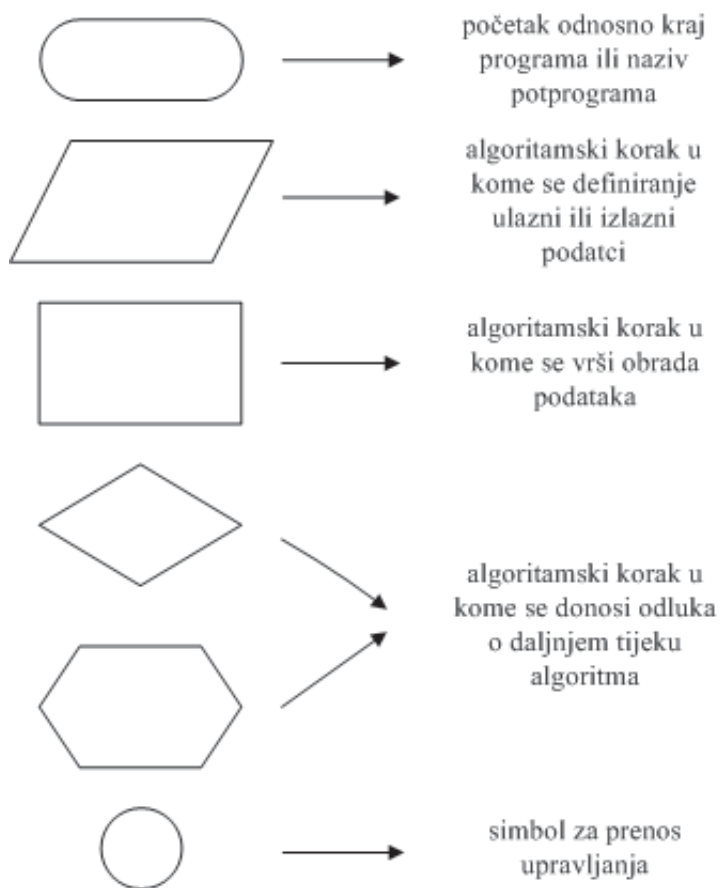 početak odnosno kraj
programa ili naziv
potprograma
algoritamski korak u
kome se definiranje
ulazni ili izlazni
podatci
algoritamski korak u
kome se vrši obrada
podataka
algoritamski korak u
kome se donosi odluka
o daljnjem tijeku
algoritma
simbol za prenos
upravljanja